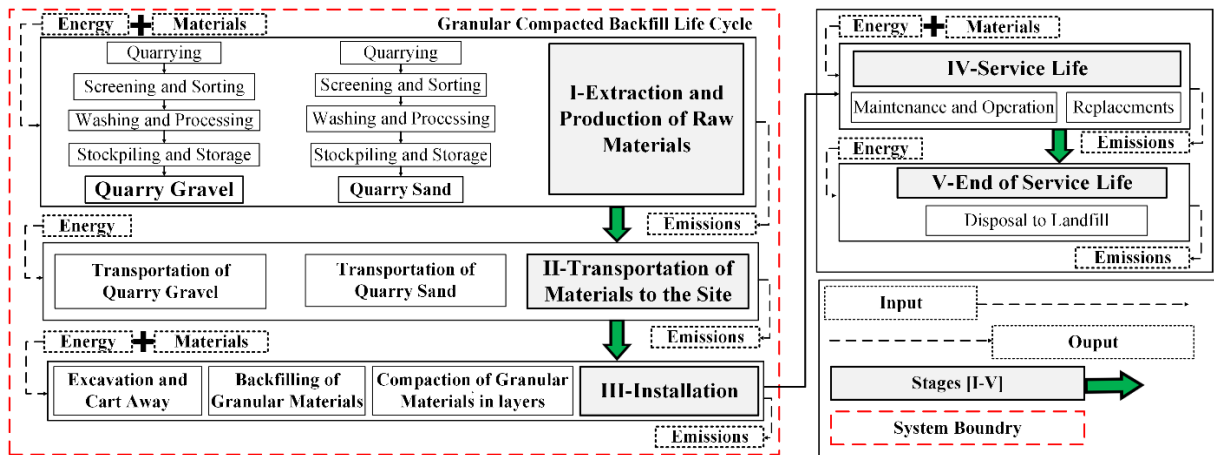 Energy + Materials
Granular Compacted Backfill Life Cycle
Quarrying
Screening and Sorting
Washing and Processing
Stockpiling and Storage
Quarry Gravel
Quarrying
Screening and Sorting
Washing and Processing
Stockpiling and Storage
Quarry Sand
I-Extraction and
Production of Raw
Materials
Energy
Emissions
Transportation of
Quarry Gravel
Transportation of
Quarry Sand
II-Transportation of
Materials to the Site
Energy + Materials
Emissions
Excavation and
Cart Away
Backfilling of
Granular Materials
Compaction of Granular
Materials in layers
III-Installation
Emissions
Energy + Materials
IV-Service Life
Maintenance and Operation
Replacements
Energy
Emissions
V-End of Service Life
Disposal to Landfill
Emissions
Input
Ouput
Stages [I-V]
System Boundry